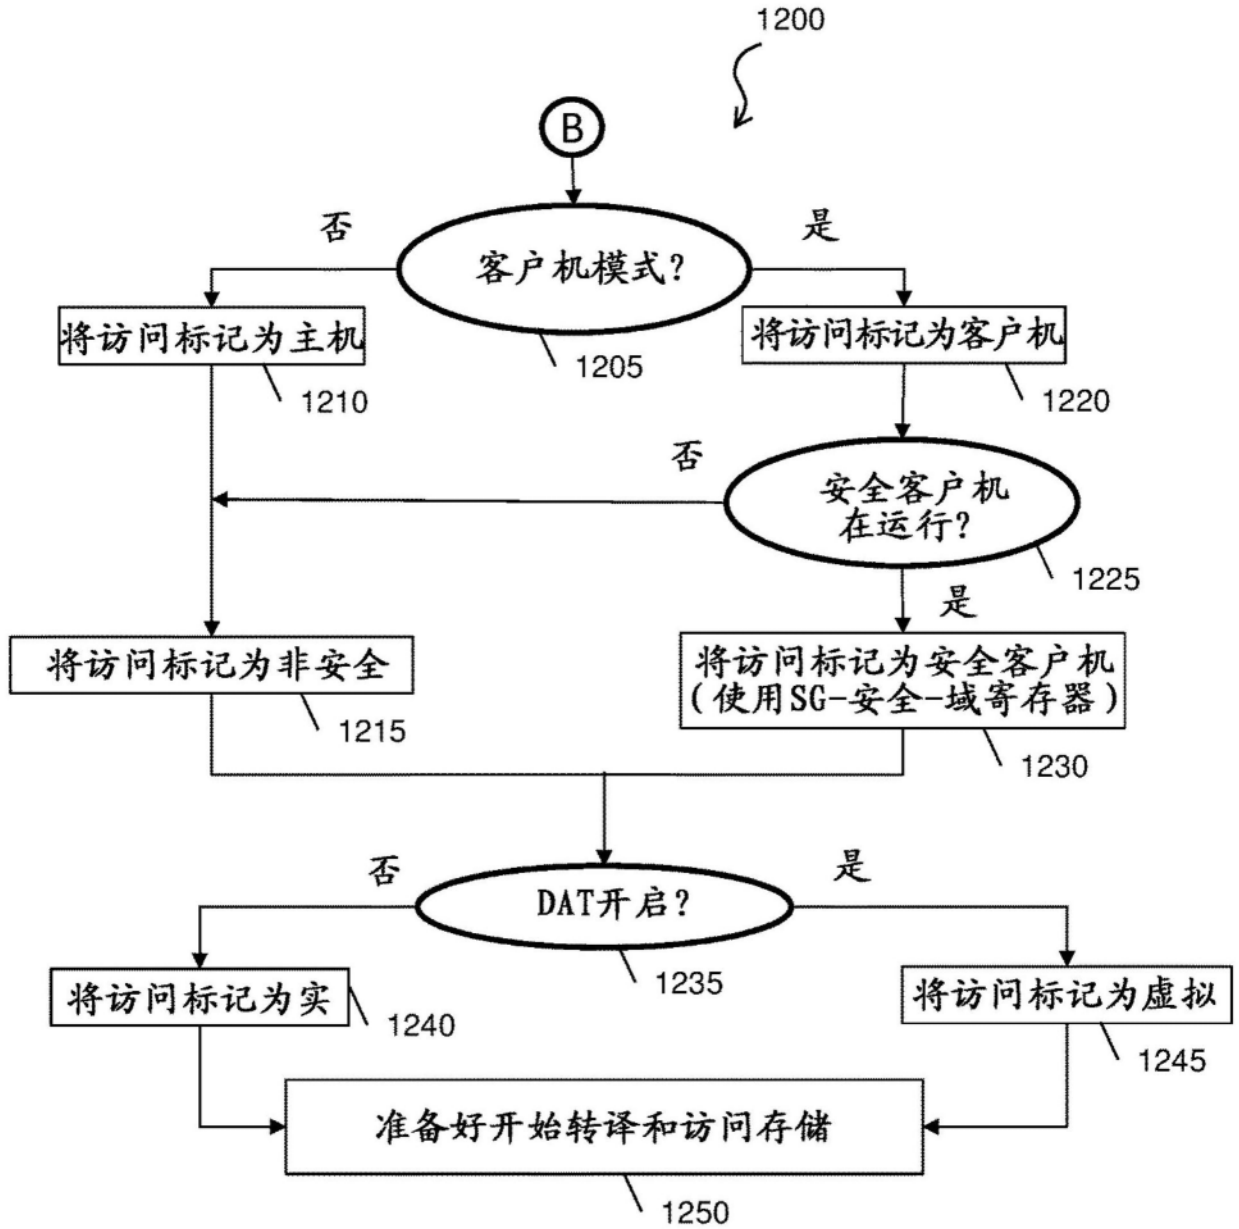 1200
B
否
是
客户机模式？
1205
将访问标记为主机
1210
将访问标记为客户机
1220
否
安全客户机
在运行？
1225
是
将访问标记为非安全
1215
将访问标记为安全客户机
(使用SG-安全-域寄存器)
1230
否
是
DAT开启？
1235
将访问标记为实
1240
将访问标记为虚拟
1245
准备好开始转译和访问存储
1250